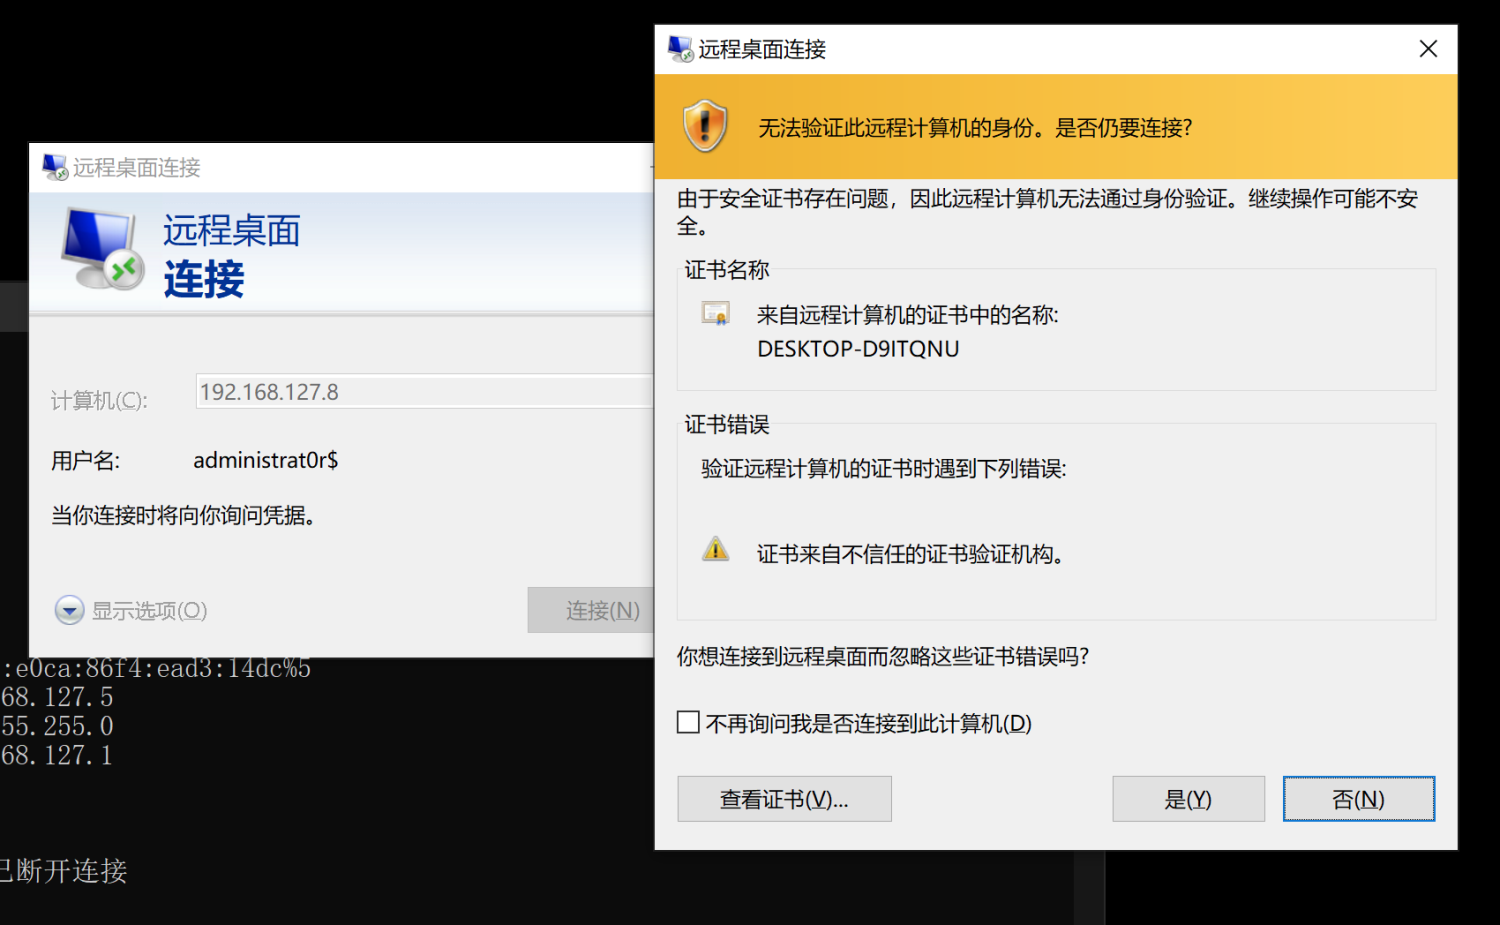 远程桌面连接
远程桌面
连接
计算机(C):
192.168.127.8
用户名:
administrat0r$
当你连接时将向你询问凭据。
显示选项(O)
连接(N)
:e0ca:86f4:ead3:14dc%5
68.127.5
55.255.0
68.127.1
已断开连接
远程桌面连接
无法验证此远程计算机的身份。是否仍要连接?
由于安全证书存在问题，因此远程计算机无法通过身份验证。继续操作可能不安
全。
证书名称
来自远程计算机的证书中的名称:
DESKTOP-D9ITQNU
证书错误
验证远程计算机的证书时遇到下列错误:
证书来自不信任的证书验证机构。
你想连接到远程桌面而忽略这些证书错误吗?
不再询问我是否连接到此计算机(D)
查看证书(V)...
是(Y)
否(N)